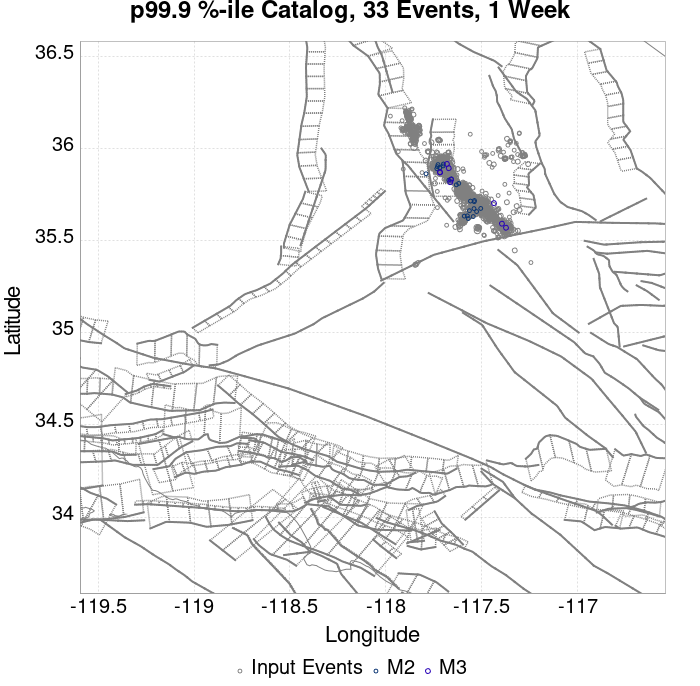 p99.9 %-ile Catalog, 33 Events, 1 Week
36.5
36
35.5
35
34.5
34
Latitude
-119.5 -119 -118.5 -118 -117.5 -117
Longitude
Input Events M2 M3